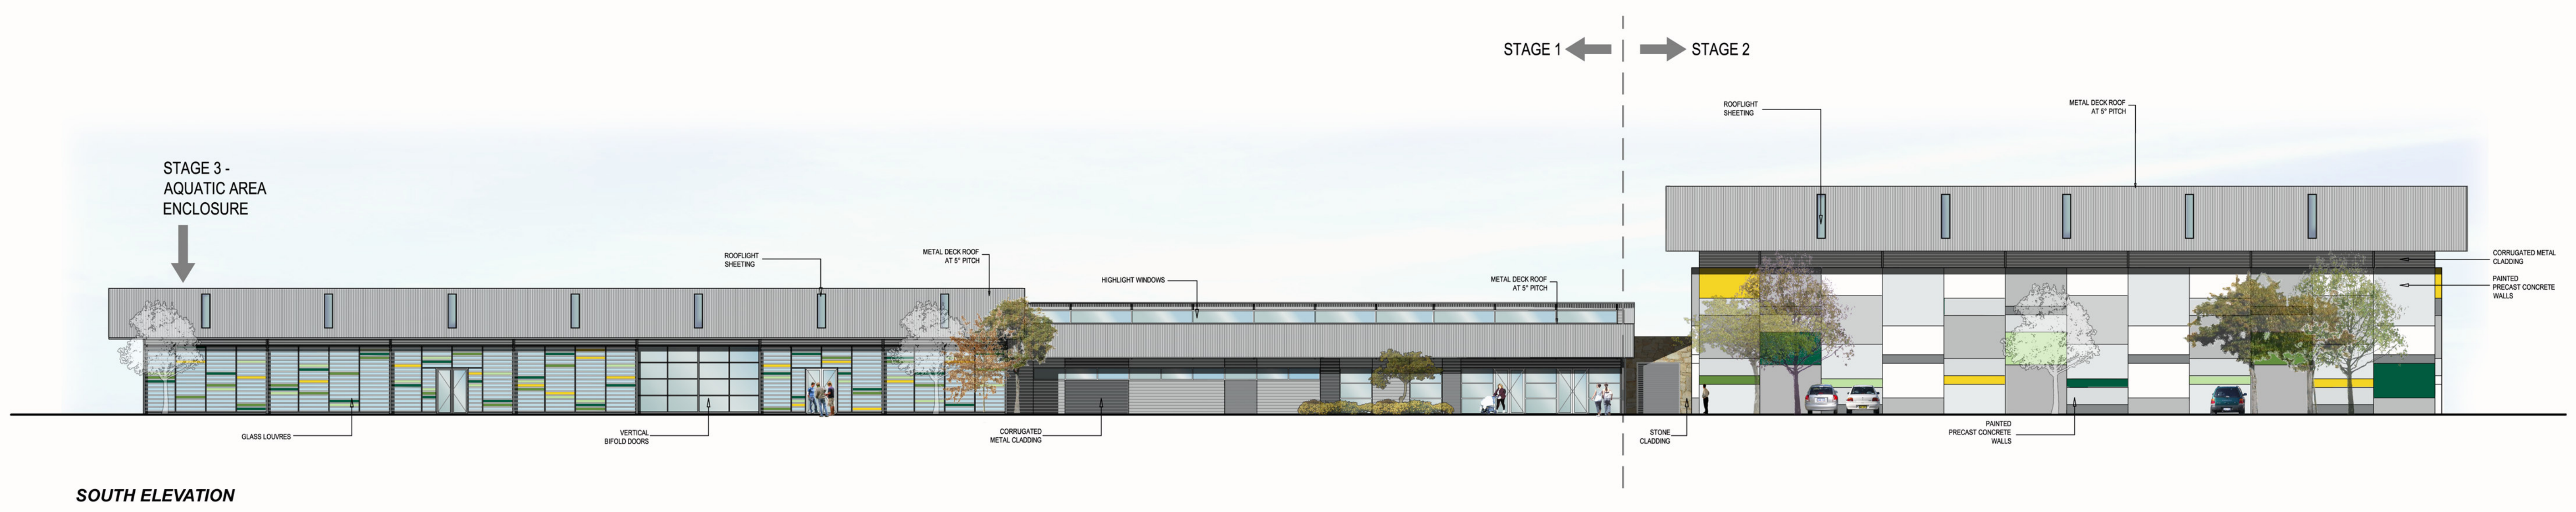 STAGE 1
STAGE 2
ROOFLIGHT
SHEETING
METAL DECK ROOF
AT 5° PITCH
STAGE 3 -
AQUATIC AREA
ENCLOSURE
ROOFLIGHT
SHEETING
METAL DECK ROOF
AT 5° PITCH
HIGHLIGHT WINDOWS
METAL DECK ROOF
AT 5° PITCH
CORRUGATED METAL
CLADDING
PAINTED
PRECAST CONCRETE
WALLS
GLASS LOUVRES
VERTICAL
BIFOLD DOORS
CORRUGATED
METAL CLADDING
STONE
CLADDING
PAINTED
PRECAST CONCRETE
WALLS
SOUTH ELEVATION